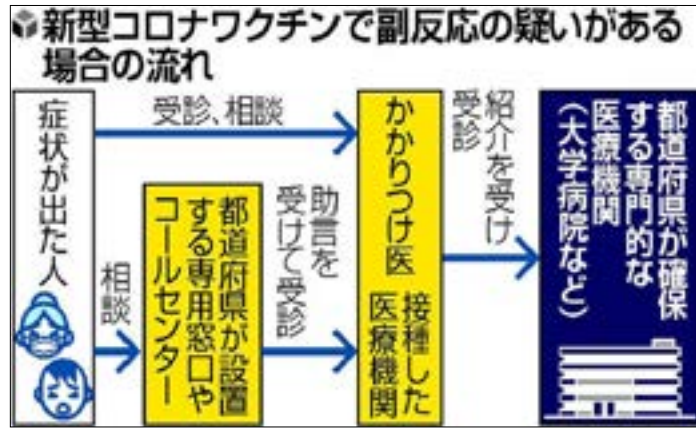 新型コロナワクチンで副反応の疑いがある
場合の流れ
症状が出た人
受診、相談
相談
都道府県が設置
する専用窓口や
コールセンター
助言を
受けて受診
かかりつけ医
接種した
医療機関
紹介を受け
受診
都道府県が確保
する専門的な
医療機関
（大学病院など）